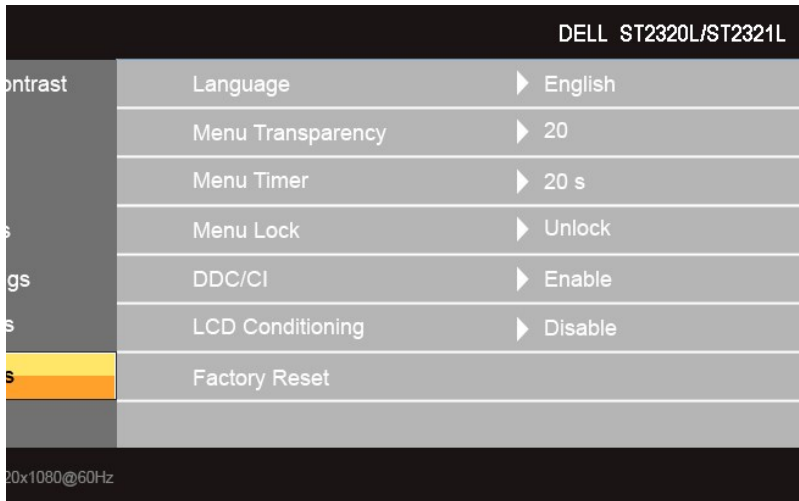 DELL ST2320L/ST2321L
ontrast
Language
English
Menu Transparency
20
Menu Timer
20 s
s
Menu Lock
Unlock
gs
DDC/CI
Enable
s
LCD Conditioning
Disable
s
Factory Reset
20x1080@60Hz